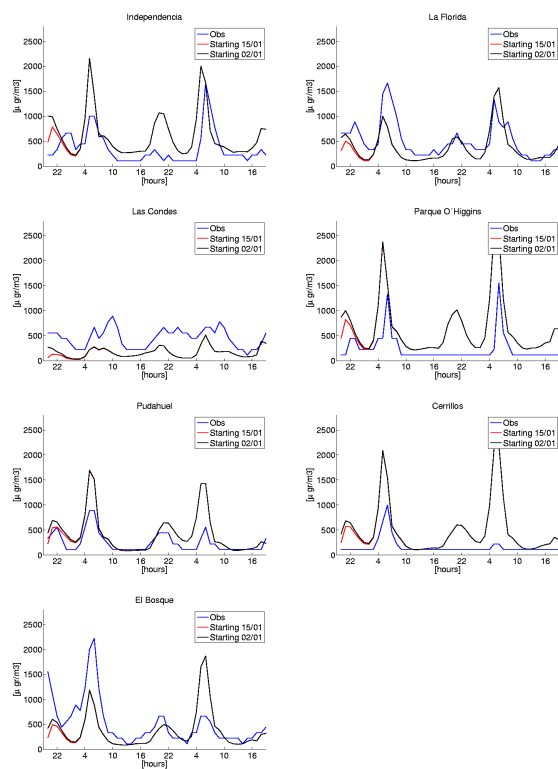 Independencia
La Florida
[µ gr/m3]
2500
2000
1500
1000
500
0
22 4 10 16 22 4 10 16
[hours]
Obs
Starting 15/01
Starting 02/01
[µ gr/m3]
2500
2000
1500
1000
500
0
22 4 10 16 22 4 10 16
[hours]
Obs
Starting 15/01
Starting 02/01
Las Condes
Parque O´Higgins
[µ gr/m3]
2500
2000
1500
1000
500
0
22 4 10 16 22 4 10 16
[hours]
Obs
Starting 15/01
Starting 02/01
[µ gr/m3]
2500
2000
1500
1000
500
0
22 4 10 16 22 4 10 16
[hours]
Obs
Starting 15/01
Starting 02/01
Pudahuel
Cerrillos
[µ gr/m3]
2500
2000
1500
1000
500
0
22 4 10 16 22 4 10 16
[hours]
Obs
Starting 15/01
Starting 02/01
[µ gr/m3]
2500
2000
1500
1000
500
0
22 4 10 16 22 4 10 16
[hours]
Obs
Starting 15/01
Starting 02/01
El Bosque
[µ gr/m3]
2500
2000
1500
1000
500
0
22 4 10 16 22 4 10 16
[hours]
Obs
Starting 15/01
Starting 02/01